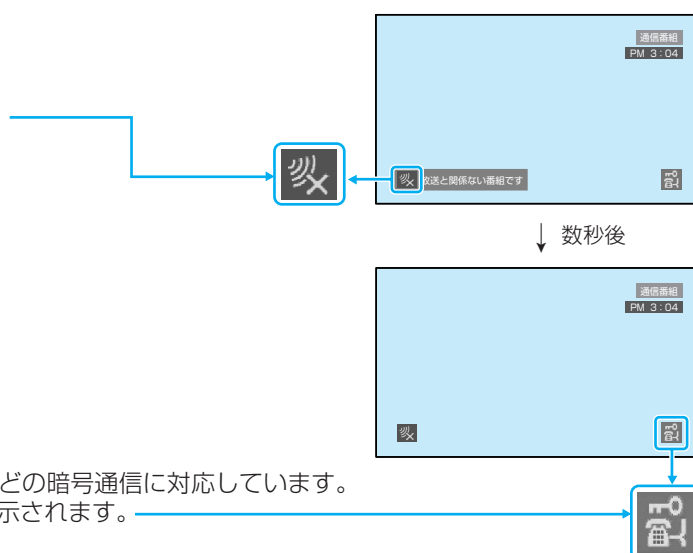 通信番組
PM 3:04
放送と関係ない番組です
数秒後
通信番組
PM 3:04
どの暗号通信に対応しています。
示されます。